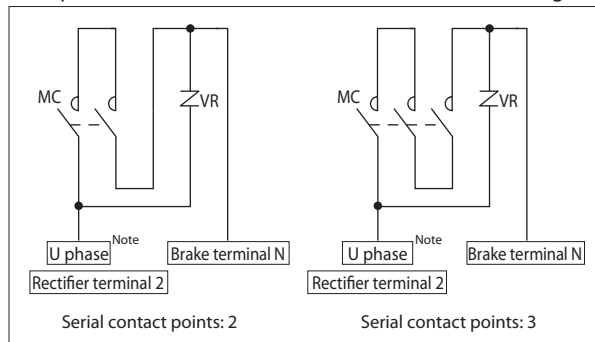 MC
VR
U phase Note
Brake terminal N
Rectifier terminal 2
Serial contact points: 2
MC
VR
U phase Note
Brake terminal N
Rectifier terminal 2
Serial contact points: 3